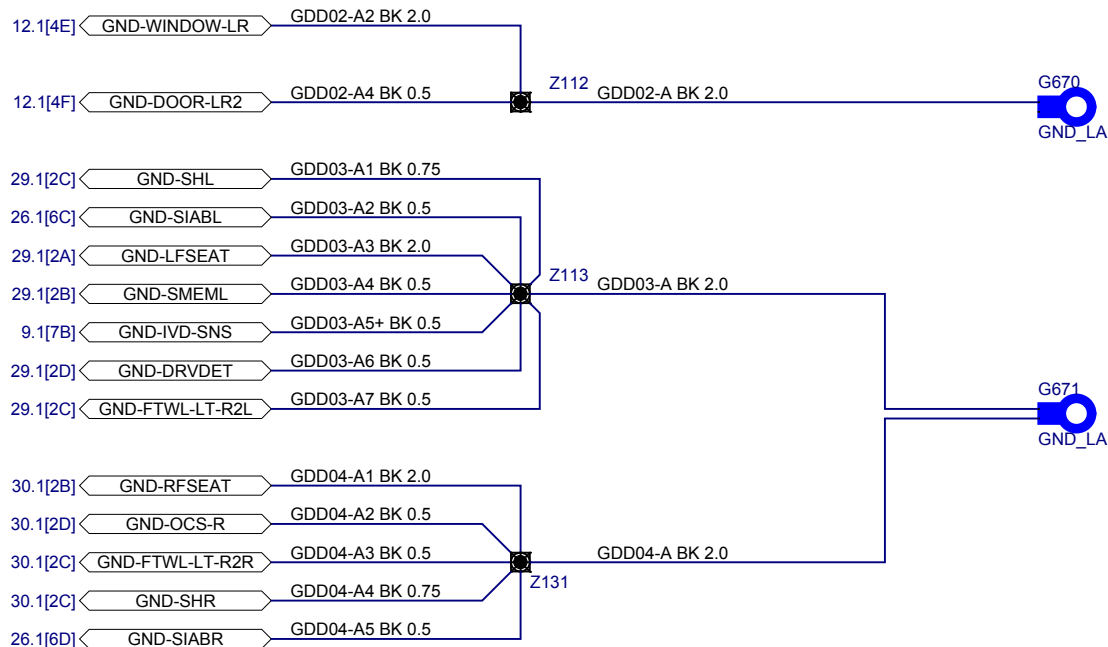 12.1[4E] GND-WINDOW-LR GDD02-A2 BK 2.0
12.1[4F] GND-DOOR-LR2 GDD02-A4 BK 0.5 Z112 GDD02-A BK 2.0 G670
GND_LA
29.1[2C] GND-SHL GDD03-A1 BK 0.75
26.1[6C] GND-SIABL GDD03-A2 BK 0.5
29.1[2A] GND-LFSEAT GDD03-A3 BK 2.0
29.1[2B] GND-SMEML GDD03-A4 BK 0.5 Z113 GDD03-A BK 2.0
9.1[7B] GND-IVD-SNS GDD03-A5+ BK 0.5
29.1[2D] GND-DRVDET GDD03-A6 BK 0.5
29.1[2C] GND-FTWL-LT-R2L GDD03-A7 BK 0.5 G671
GND_LA
30.1[2B] GND-RFSEAT GDD04-A1 BK 2.0
30.1[2D] GND-OCS-R GDD04-A2 BK 0.5
30.1[2C] GND-FTWL-LT-R2R GDD04-A3 BK 0.5 GDD04-A BK 2.0
Z131
30.1[2C] GND-SHR GDD04-A4 BK 0.75
26.1[6D] GND-SIABR GDD04-A5 BK 0.5